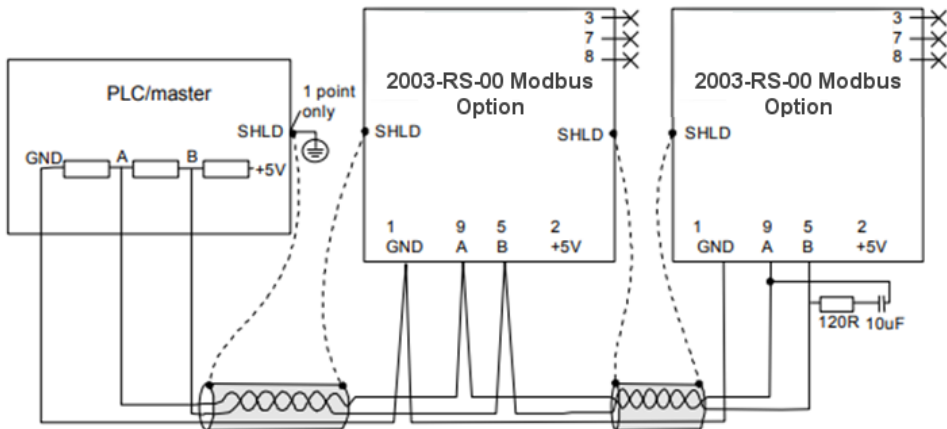 PLC/master
1 point
only
SHLD
GND A B +5V
3
7
8
2003-RS-00 Modbus
Option
SHLD
SHLD
1 9 5 2
GND A B +5V
3
7
8
2003-RS-00 Modbus
Option
SHLD
1 9 5 2
GND A B +5V
120R 10uF